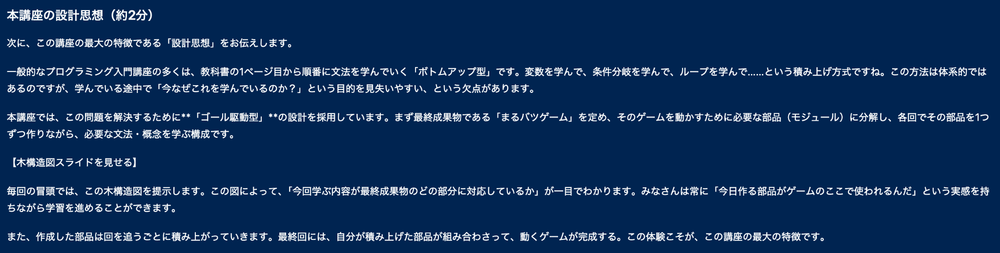 本講座の設計思想（約2分）
次に、この講座の最大の特徴である「設計思想」をお伝えします。
一般的なプログラミング入門講座の多くは、教科書の1ページ目から順番に文法を学んでいく「ボトムアップ型」です。変数を学んで、条件分岐を学んで、ループを学んで……という積み上げ方式ですね。この方法は体系的では
あるのですが、学んでいる途中で「今なぜこれを学んでいるのか？」という目的を見失いやすい、という欠点があります。
本講座では、この問題を解決するために**「ゴール駆動型」**の設計を採用しています。まず最終成果物である「まるバツゲーム」を定め、そのゲームを動かすために必要な部品（モジュール）に分解し、各回でその部品を1つ
ずつ作りながら、必要な文法・概念を学ぶ構成です。
【木構造図スライドを見せる】
毎回の冒頭では、この木構造図を提示します。この図によって、「今回学ぶ内容が最終成果物のどの部分に対応しているか」が一目でわかります。みなさんは常に「今日作る部品がゲームのここで使われるんだ」という実感を持
ちながら学習を進めることができます。
また、作成した部品は回を追うごとに積み上がっていきます。最終回には、自分が積み上げた部品が組み合わさって、動くゲームが完成する。この体験こそが、この講座の最大の特徴です。